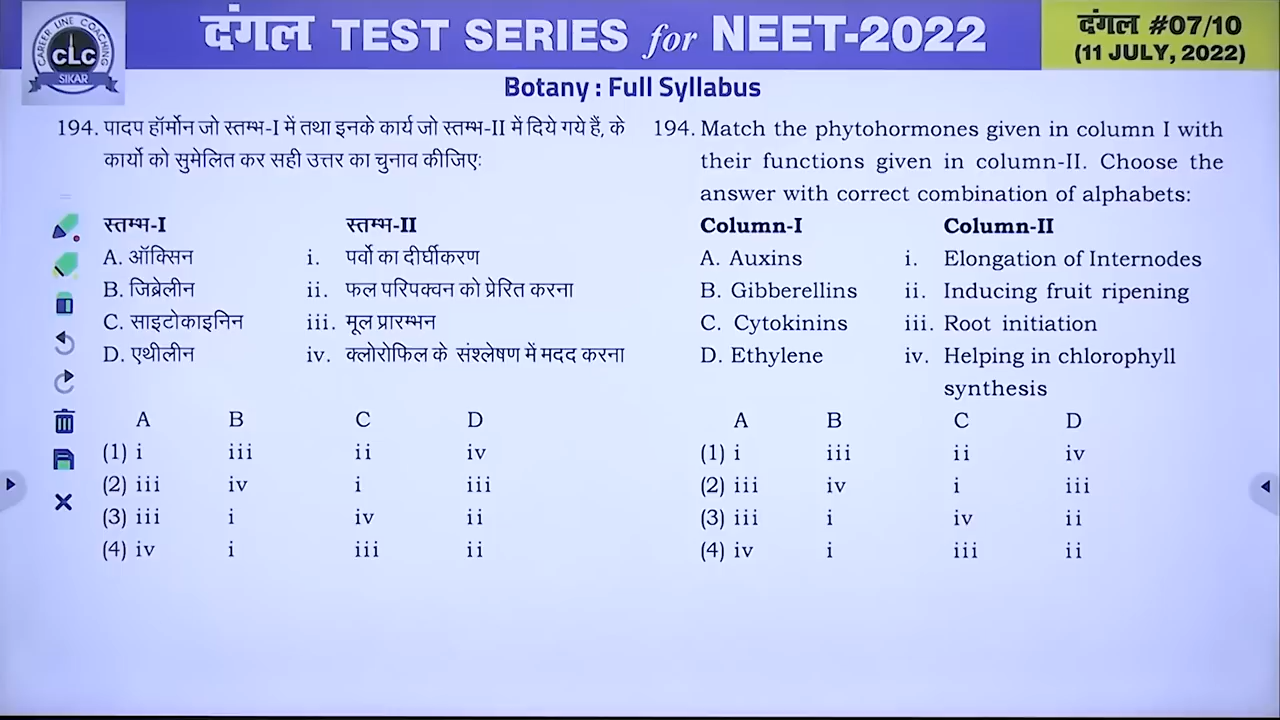 CAREER LINE COACHING
CLC
SIKAR
दंगल TEST SERIES for NEET-2022
दंगल #07/10
(11 JULY, 2022)
Botany : Full Syllabus
194. पादप हॉर्मोन जो स्तम्भ-I में तथा इनके कार्य जो स्तम्भ-II में दिये गये हैं, के
कार्यो को सुमेलित कर सही उत्तर का चुनाव कीजिए:
स्तम्भ-I स्तम्भ-II
A. ऑक्सिन i. पर्वो का दीर्घीकरण
B. जिब्रेलीन ii. फल परिपक्वन को प्रेरित करना
C. साइटोकाइनिन iii. मूल प्रारम्भन
D. एथीलीन iv. क्लोरोफिल के संश्लेषण में मदद करना
A B C D
(1) i iii ii iv
(2) iii iv i iii
(3) iii i iv ii
(4) iv i iii ii
194. Match the phytohormones given in column I with
their functions given in column-II. Choose the
answer with correct combination of alphabets:
Column-I Column-II
A. Auxins i. Elongation of Internodes
B. Gibberellins ii. Inducing fruit ripening
C. Cytokinins iii. Root initiation
D. Ethylene iv. Helping in chlorophyll
synthesis
A B C D
(1) i iii ii iv
(2) iii iv i iii
(3) iii i iv ii
(4) iv i iii ii